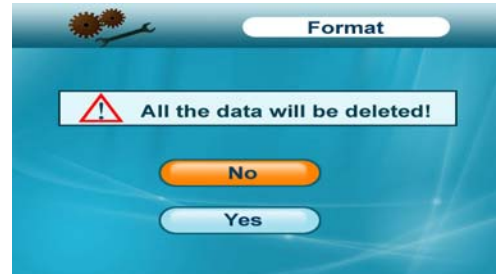 Format
All the data will be deleted!
No
Yes